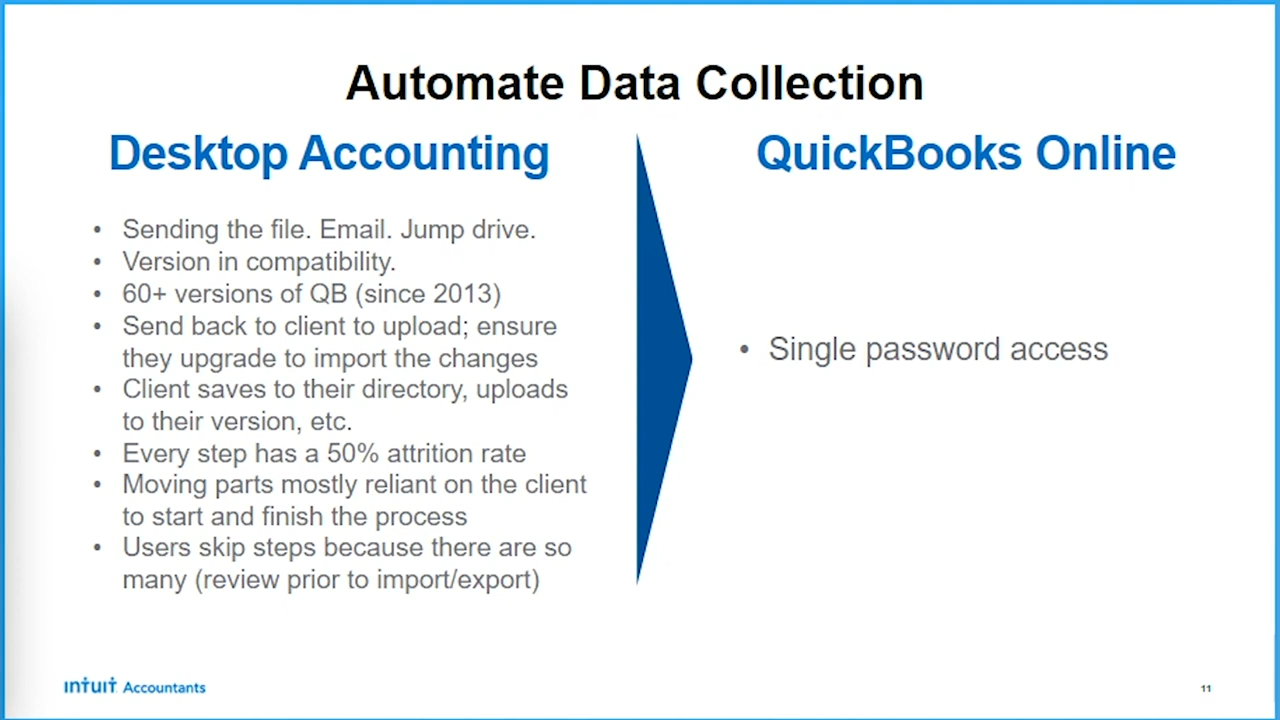 Automate Data Collection
Desktop Accounting
• Sending the file. Email. Jump drive.
• Version in compatibility.
• 60+ versions of QB (since 2013)
• Send back to client to upload; ensure
they upgrade to import the changes
• Client saves to their directory, uploads
to their version, etc.
• Every step has a 50% attrition rate
• Moving parts mostly reliant on the client
to start and finish the process
• Users skip steps because there are so
many (review prior to import/export)
QuickBooks Online
• Single password access
intuit Accountants
11